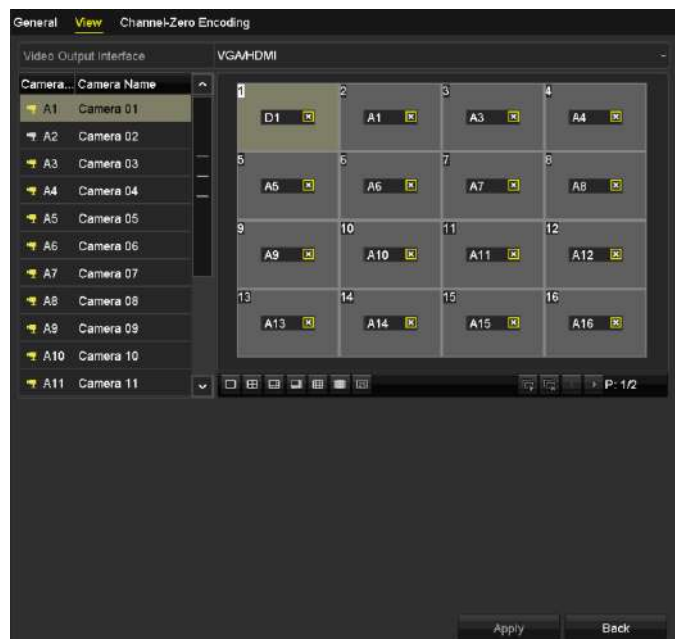 General View Channel-Zero Encoding
Video Output Interface VGA/HDMI
Camera... Camera Name
A1 Camera 01
A2 Camera 02
A3 Camera 03
A4 Camera 04
A5 Camera 05
A6 Camera 06
A7 Camera 07
A8 Camera 08
A9 Camera 09
A10 Camera 10
A11 Camera 11
1 2 3 4
D1 A1 A3 A4
5 6 7 8
A5 A6 A7 A8
9 10 11 12
A9 A10 A11 A12
13 14 15 16
A13 A14 A15 A16
P: 1/2
Apply Back